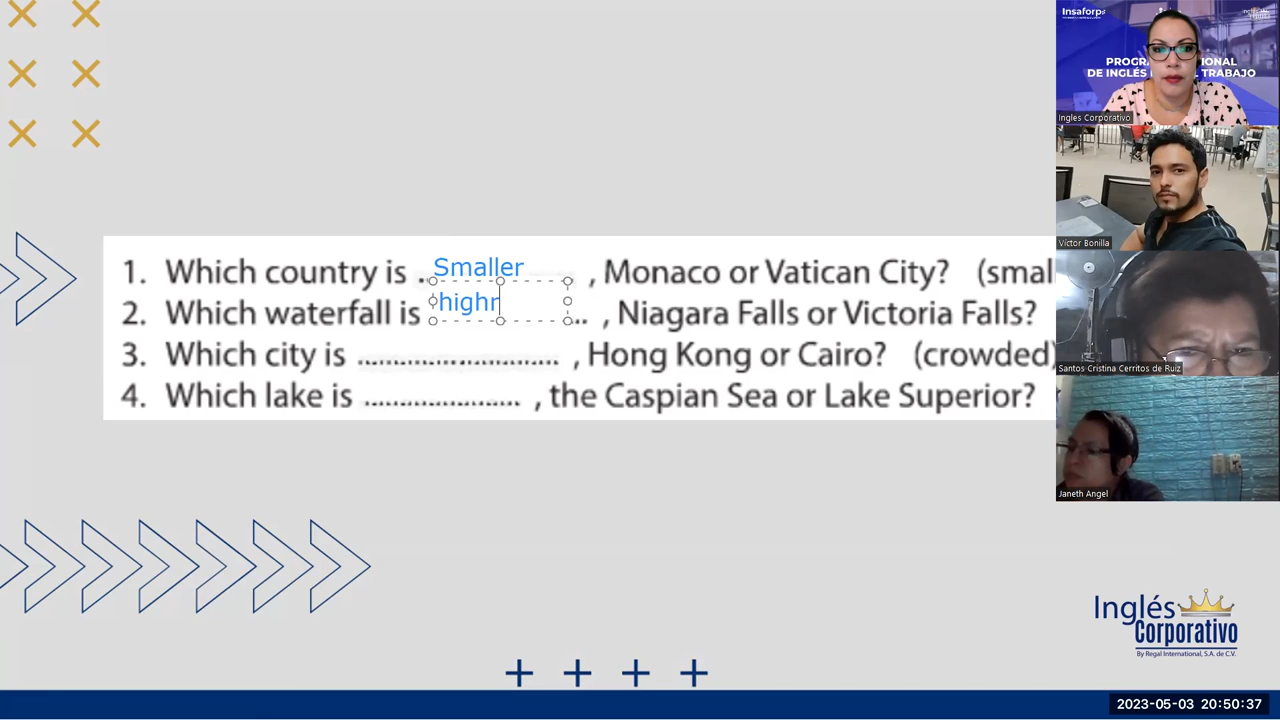 Insaforp
PROGR IONAL
DE INGLÉS L TRABAJO
Ingles Corporativo
Víctor Bonilla
Santos Cristina Cerritos de Ruiz
Janeth Angel
1. Which country is .. Smaller , Monaco or Vatican City? (smal
2. Which waterfall is highr .. , Niagara Falls or Victoria Falls?
3. Which city is ........................... , Hong Kong or Cairo? (crowded)
4. Which lake is ..................... , the Caspian Sea or Lake Superior?
Inglés
Corporativo
By Regal International, S.A. de C.V.
2023-05-03 20:50:37